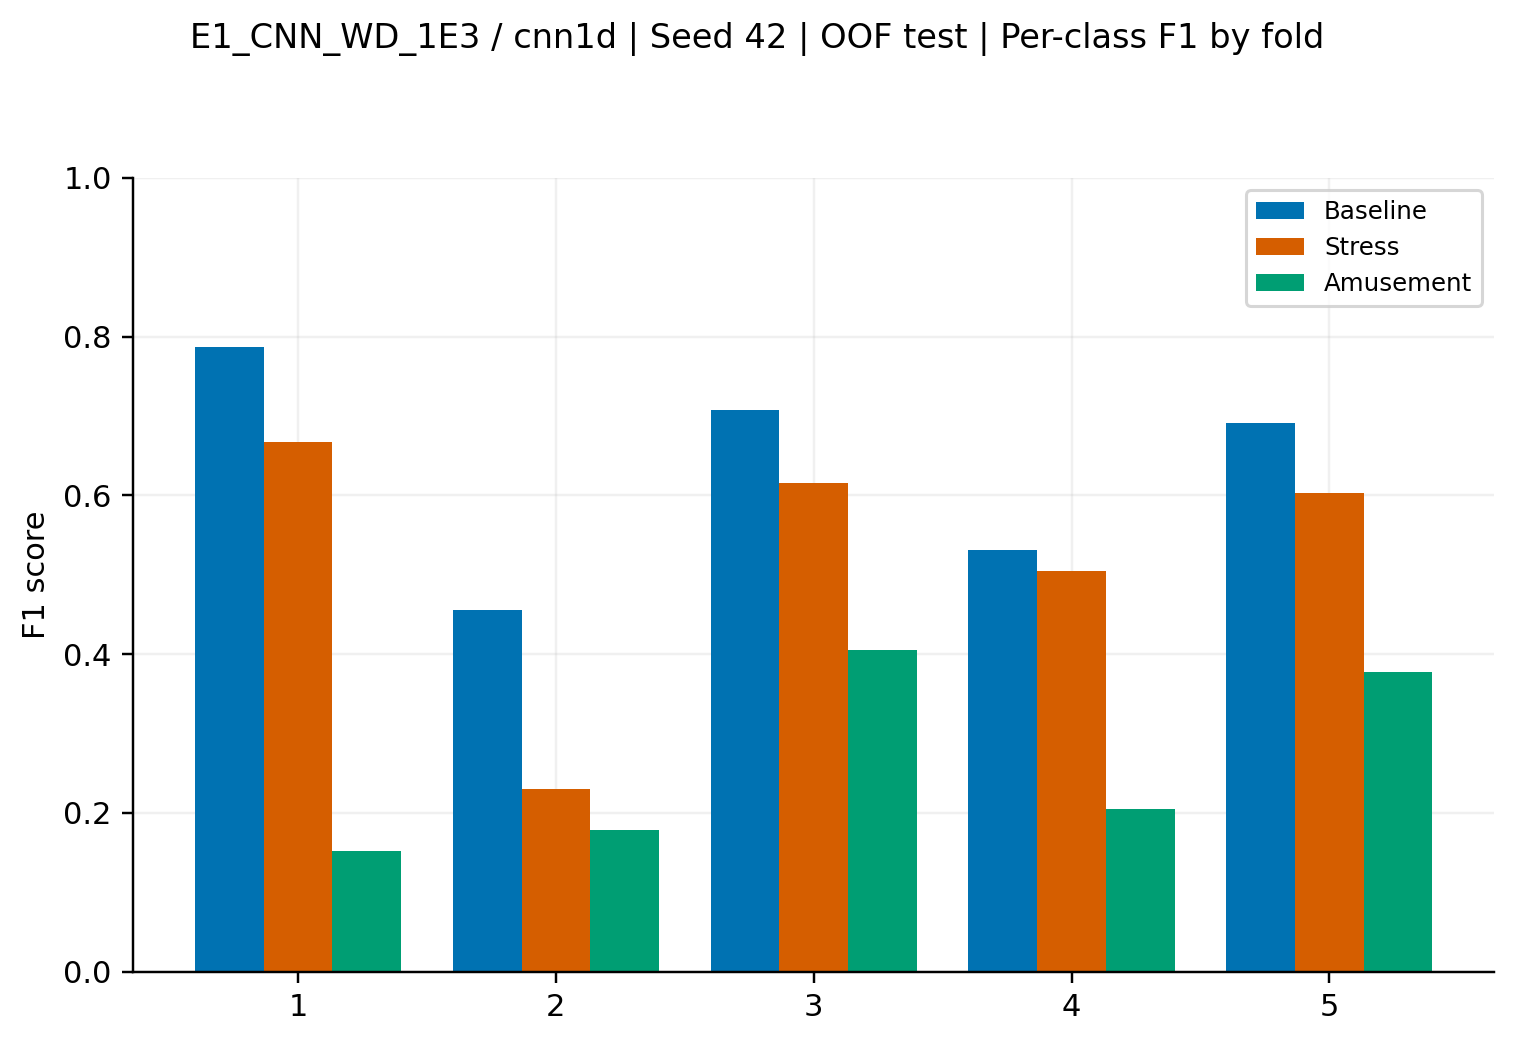 E1_CNN_WD_1E3 / cnn1d | Seed 42 | OOF test | Per-class F1 by fold
1.0
0.8
0.6
0.4
0.2
0.0
F1 score
Baseline
Stress
Amusement
1 2 3 4 5